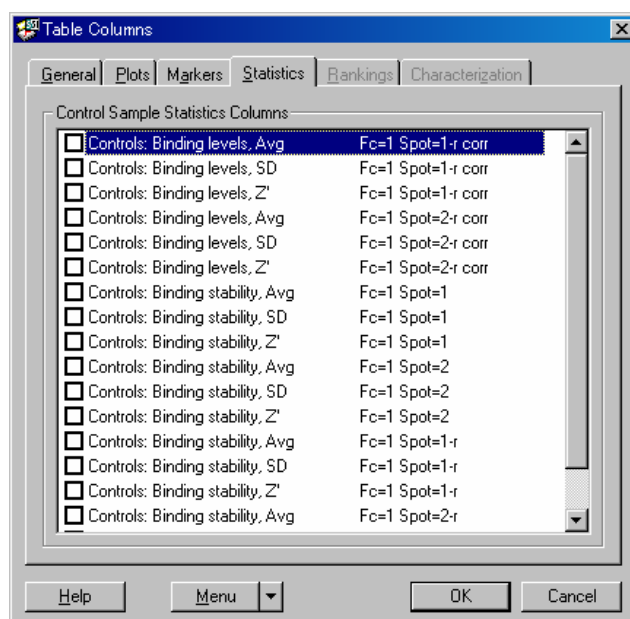 Table Columns
General Plots Markers Statistics Rankings Characterization
Control Sample Statistics Columns
Controls: Binding levels, Avg Fc=1 Spot=1-r corr
Controls: Binding levels, SD Fc=1 Spot=1-r corr
Controls: Binding levels, Z' Fc=1 Spot=1-r corr
Controls: Binding levels, Avg Fc=1 Spot=2-r corr
Controls: Binding levels, SD Fc=1 Spot=2-r corr
Controls: Binding levels, Z' Fc=1 Spot=2-r corr
Controls: Binding stability, Avg Fc=1 Spot=1
Controls: Binding stability, SD Fc=1 Spot=1
Controls: Binding stability, Z' Fc=1 Spot=1
Controls: Binding stability, Avg Fc=1 Spot=2
Controls: Binding stability, SD Fc=1 Spot=2
Controls: Binding stability, Z' Fc=1 Spot=2
Controls: Binding stability, Avg Fc=1 Spot=1-r
Controls: Binding stability, SD Fc=1 Spot=1-r
Controls: Binding stability, Z' Fc=1 Spot=1-r
Controls: Binding stability, Avg Fc=1 Spot=2-r
Help Menu OK Cancel